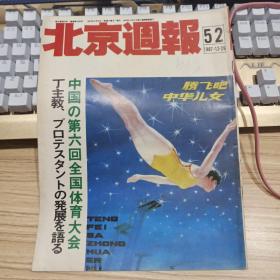 北京週報
52
1987·12·29
中国の第六回全国体育大会
丁主教、プロテスタントの発展を語る
腾飞吧
中华儿女
TENG
FEI
BA
ZHONG
HUA
ER